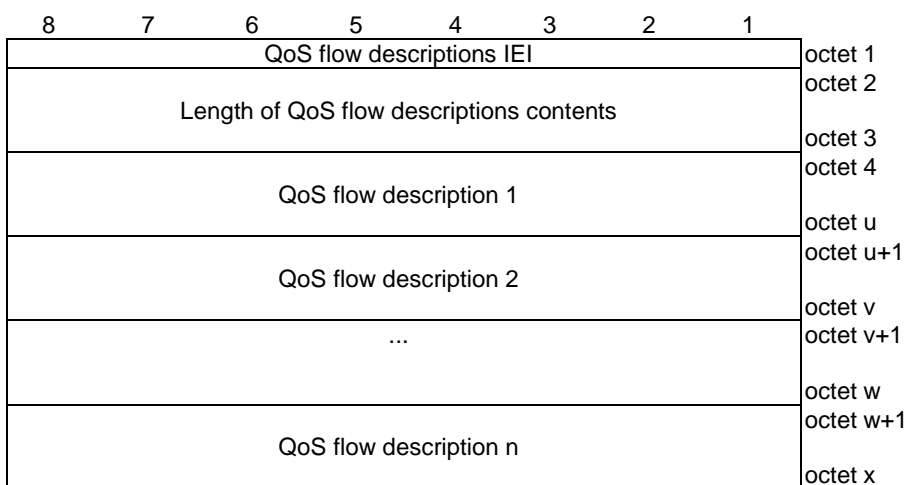 8 7 6 5 4 3 2 1
QoS flow descriptions IEI octet 1
octet 2
Length of QoS flow descriptions contents
octet 3
octet 4
QoS flow description 1
octet u
octet u+1
QoS flow description 2
octet v
... octet v+1
octet w
octet w+1
QoS flow description n
octet x